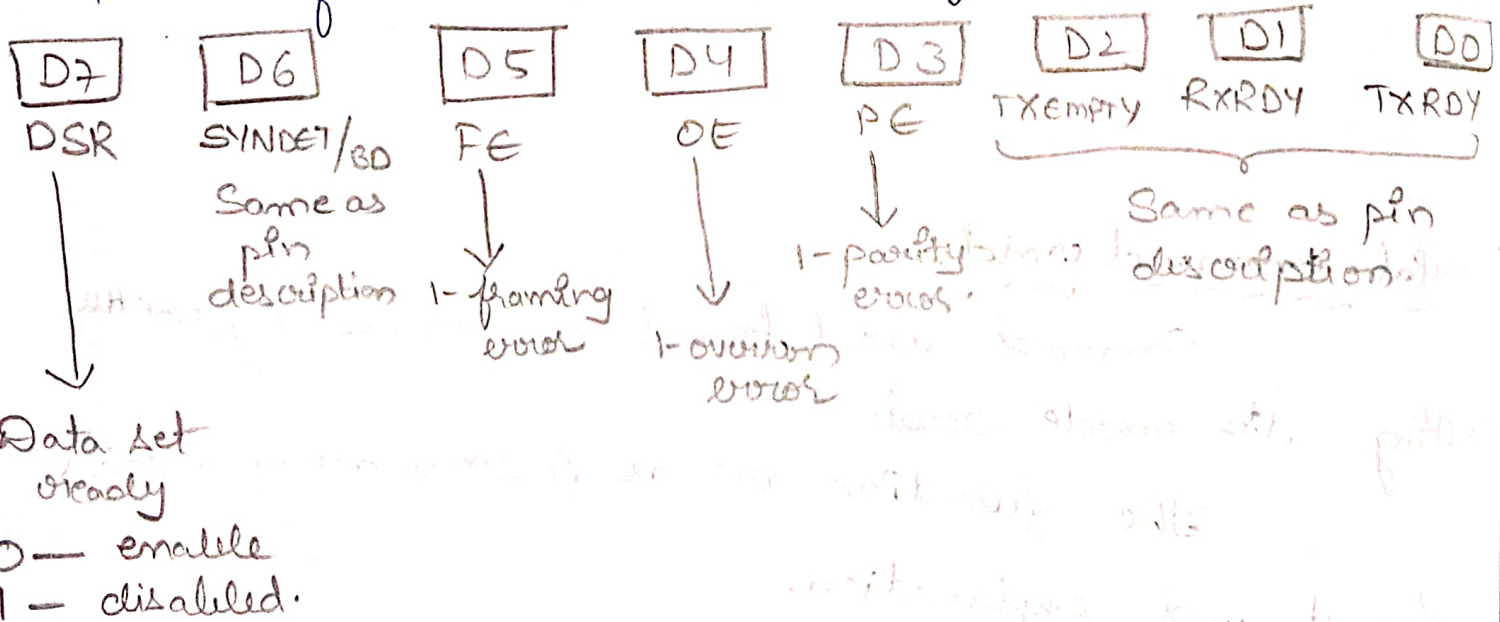 D7 D6 D5 D4 D3 D2 D1 D0
DSR SYNDET/BD FE OE PE TXEMPTY RXRDY TXRDY
Same as
pin
description
1- framing
error
1- overrun
error
1- parity
error.
Same as pin
description.
Data set
ready
0 — enable
1 — disabled.